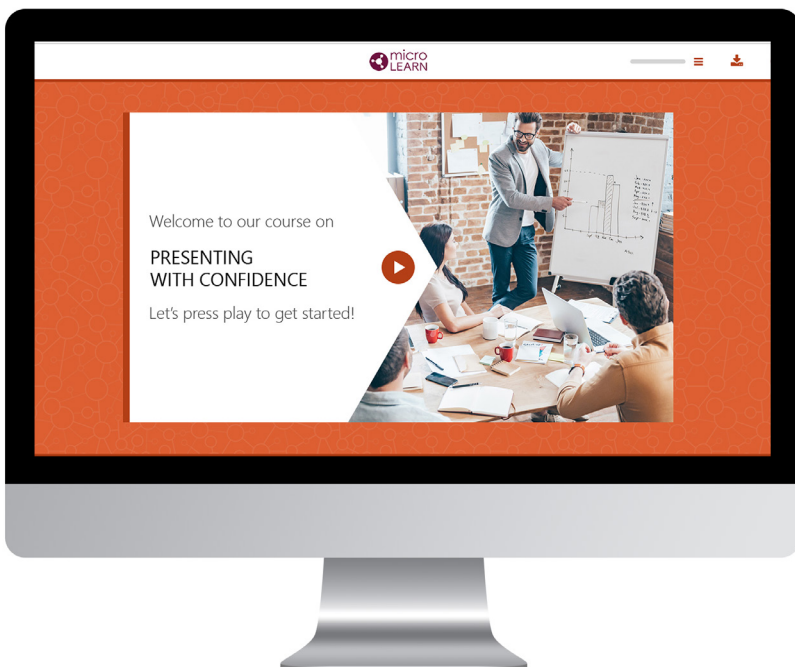 micro
LEARN
Welcome to our course on
PRESENTING
WITH CONFIDENCE
Let's press play to get started!